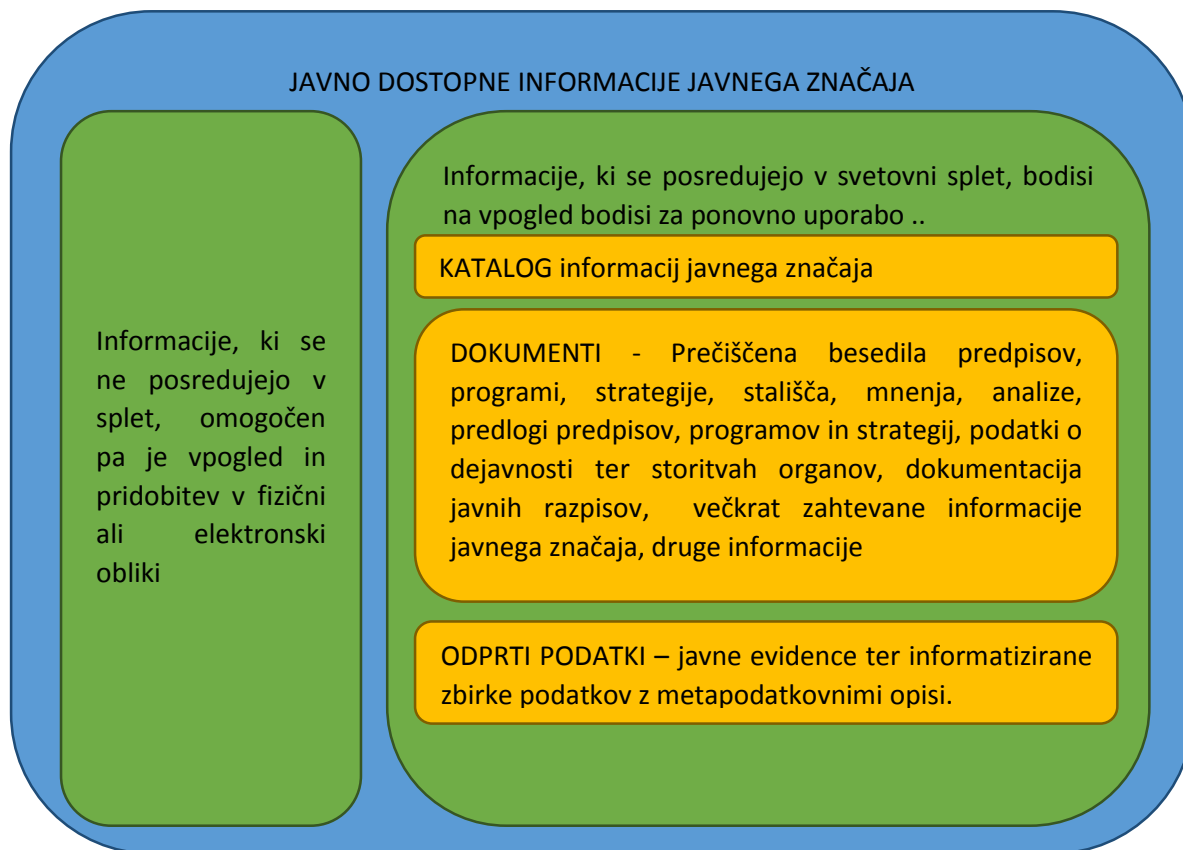 JAVNO DOSTOPNE INFORMACIJE JAVNEGA ZNAČAJA
Informacije, ki se
ne posredujejo v
splet, omogočen
pa je vpogled in
pridobitev v fizični
ali elektronski
obliki
Informacije, ki se posredujejo v svetovni splet, bodisi
na vpogled bodisi za ponovno uporabo ..
KATALOG informacij javnega značaja
DOKUMENTI - Prečiščena besedila predpisov,
programi, strategije, stališča, mnenja, analize,
predlogi predpisov, programov in strategij, podatki o
dejavnosti ter storitvah organov, dokumentacija
javnih razpisov, večkrat zahtevane informacije
javnega značaja, druge informacije
ODPRTI PODATKI – javne evidence ter informatizirane
zbirke podatkov z metapodatkovnimi opisi.